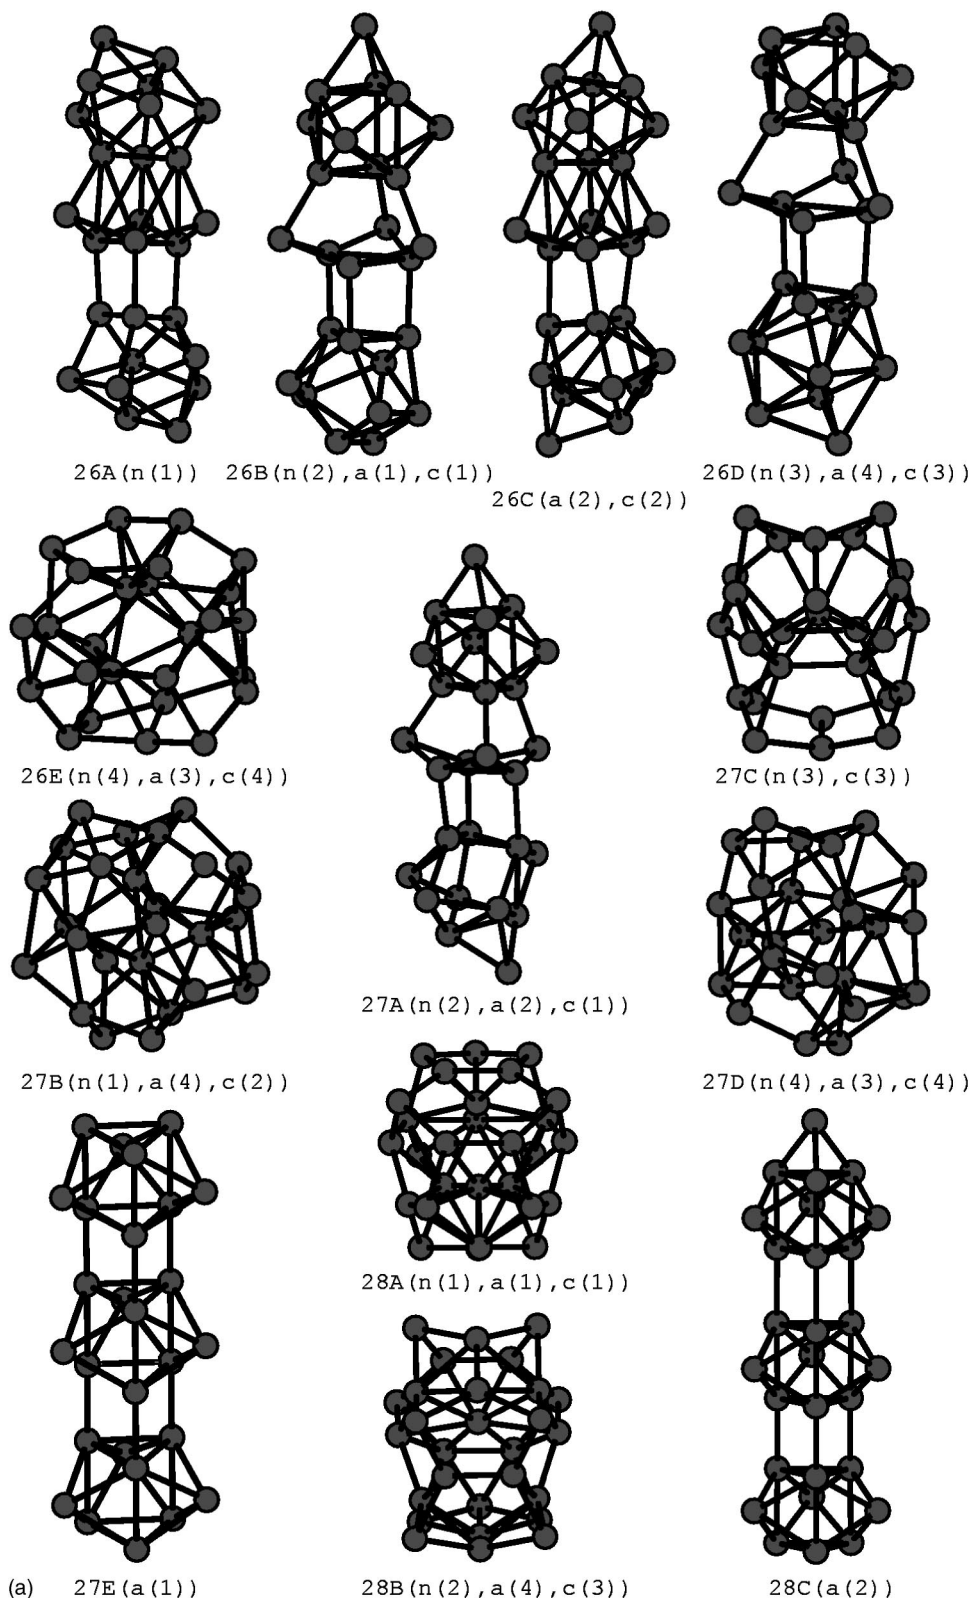 26A(n(1))
26B(n(2),a(1),c(1))
26C(a(2),c(2))
26D(n(3),a(4),c(3))
26E(n(4),a(3),c(4))
27C(n(3),c(3))
27A(n(2),a(2),c(1))
27B(n(1),a(4),c(2))
27D(n(4),a(3),c(4))
28A(n(1),a(1),c(1))
(a)
27E(a(1))
28B(n(2),a(4),c(3))
28C(a(2))